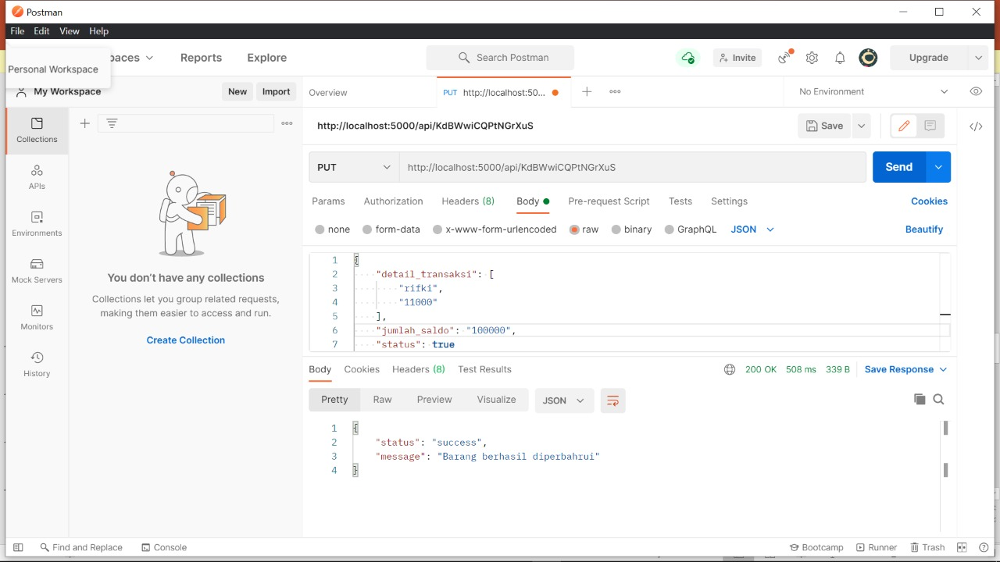 Postman
File Edit View Help
paces Reports Explore Search Postman Invite Upgrade
Personal Workspace
My Workspace New Import
Overview PUT http://localhost:50... No Environment
http://localhost:5000/api/KdBWwiCQPtNGrXuS Save
PUT http://localhost:5000/api/KdBWwiCQPtNGrXuS Send
Params Authorization Headers (8) Body Pre-request Script Tests Settings Cookies
none form-data x-www-form-urlencoded raw binary GraphQL JSON Beautify
1 {
2 "detail_transaksi": [
3 "rifki",
4 "11000"
5 ],
6 "jumlah_saldo": "100000",
7 "status": true
Body Cookies Headers (8) Test Results 200 OK 508 ms 339 B Save Response
Pretty Raw Preview Visualize JSON
1 {
2 "status": "success",
3 "message": "Barang berhasil diperbahrui"
4 }
Collections
APIs
Environments
Mock Servers
Monitors
History
You don't have any collections
Collections let you group related requests,
making them easier to access and run.
Create Collection
Find and Replace Console Bootcamp Runner Trash